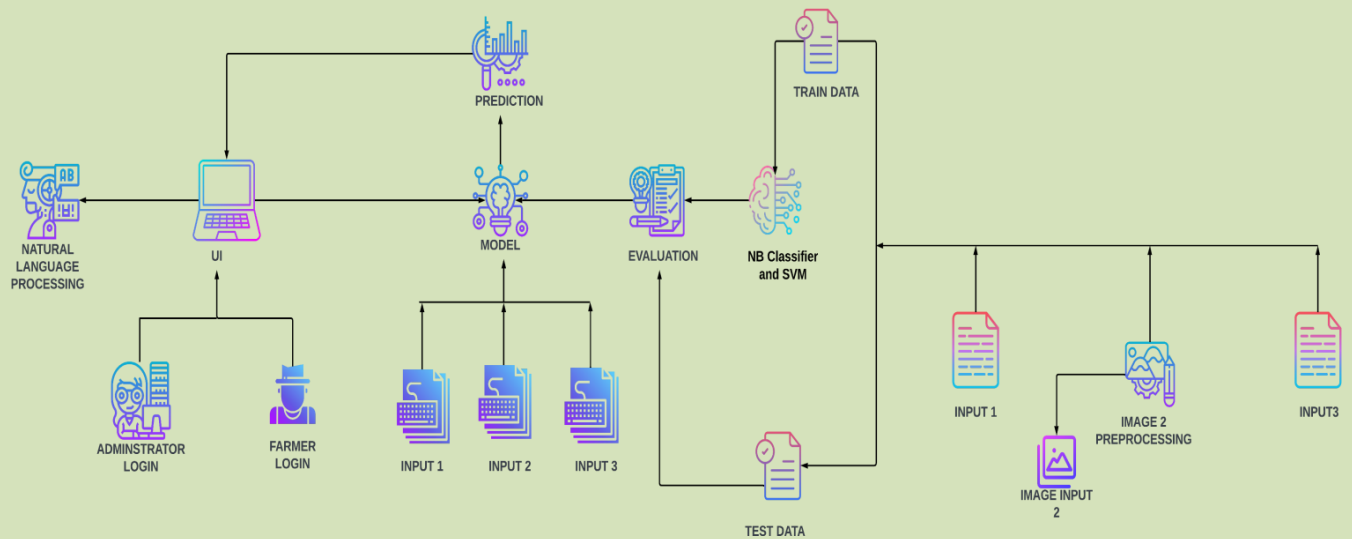 PREDICTION
TRAIN DATA
NATURAL
LANGUAGE
PROCESSING
AB
UI
MODEL
EVALUATION
NB Classifier
and SVM
ADMINSTRATOR
LOGIN
FARMER
LOGIN
INPUT 1
INPUT 2
INPUT 3
TEST DATA
INPUT 1
IMAGE 2
PREPROCESSING
IMAGE INPUT
2
INPUT3